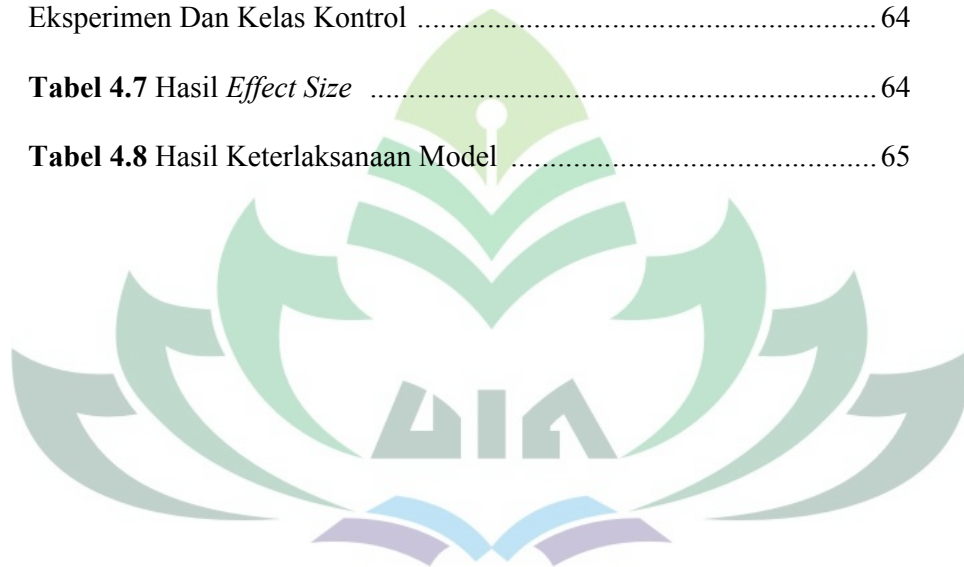 Eksperimen Dan Kelas Kontrol ........................................................ 64
Tabel 4.7 Hasil Effect Size ............................................................... 64
Tabel 4.8 Hasil Keterlaksanaan Model ............................................. 65
UIN